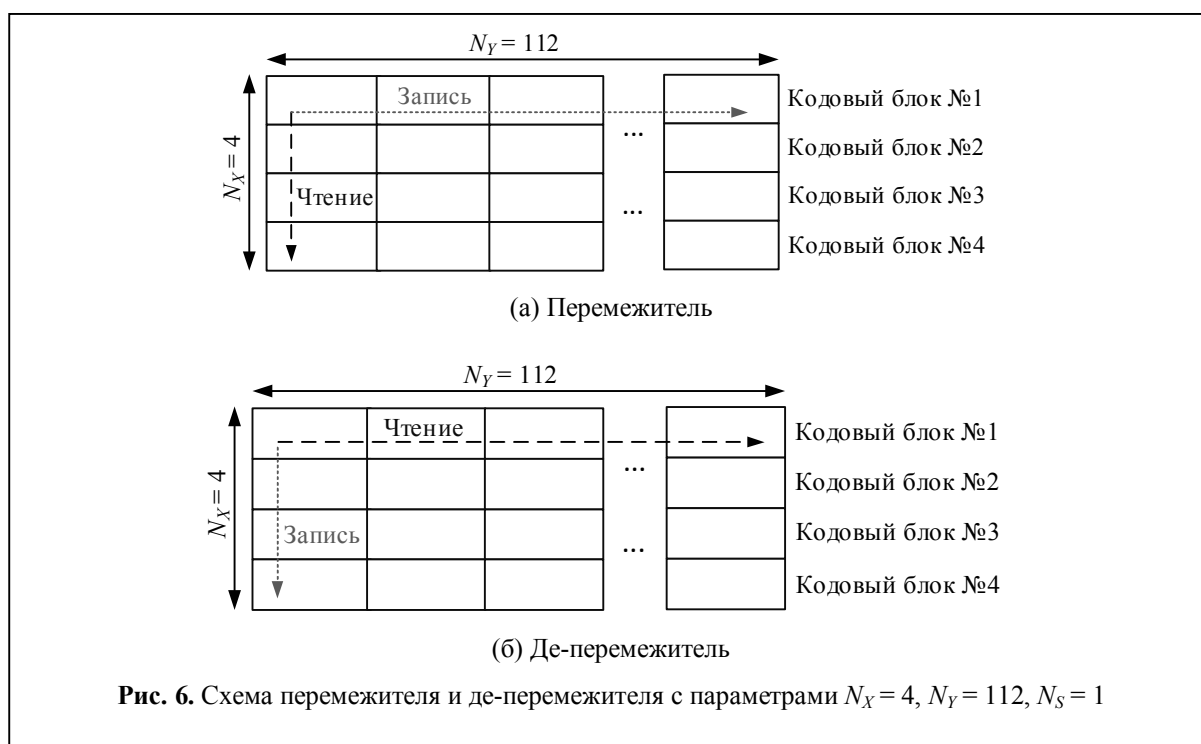 N_Y = 112
N_X = 4
Запись
Чтение
...
...
Кодовый блок №1
Кодовый блок №2
Кодовый блок №3
Кодовый блок №4
(а) Перемежитель
N_Y = 112
N_X = 4
Чтение
Запись
...
...
Кодовый блок №1
Кодовый блок №2
Кодовый блок №3
Кодовый блок №4
(б) Де-перемежитель
Рис. 6. Схема перемежителя и де-перемежителя с параметрами N_X = 4, N_Y = 112, N_S = 1